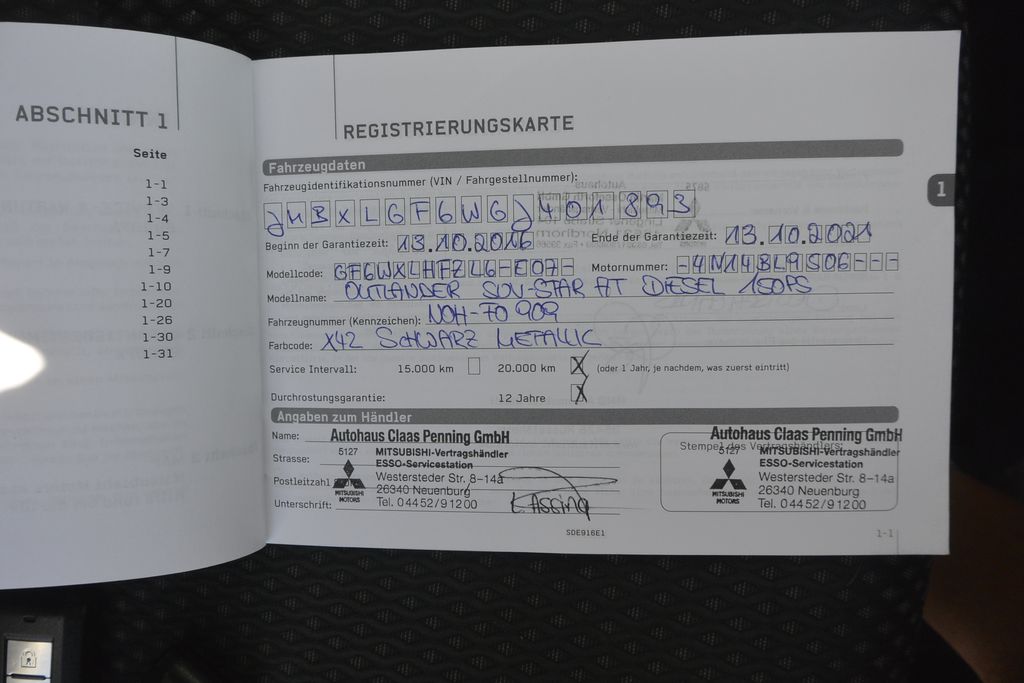 ABSCHNITT 1
Seite
1-1
1-3
1-4
1-5
1-7
1-9
1-10
1-20
1-26
1-30
1-31
REGISTRIERUNGSKARTE
Fahrzeugdaten
Fahrzeugidentifikationsnummer (VIN / Fahrgestellnummer):
JMBXLGF6WGJ401893
Beginn der Garantiezeit: 13.10.2016 Ende der Garantiezeit: 13.10.2021
Modellcode: GF6WXLHFZL6-E07- Motornummer: -4N14BL9506---
Modellname: OUTLANDER SUV-STAR AT DIESEL 150PS
Fahrzeugnummer (Kennzeichen): NOH-FO 909
Farbcode: X42 SCHWARZ METALLIC
Service Intervall: 15.000 km 20.000 km X (oder 1 Jahr, je nachdem, was zuerst eintritt)
Durchrostungsgarantie: 12 Jahre X
1
Angaben zum Händler
Name: Autohaus Claas Penning GmbH
Strasse: 5127 MITSUBISHI-Vertragshändler
ESSO-Servicestation
Postleitzahl Westersteder Str. 8-14a
MITSUBISHI MOTORS 26340 Neuenburg
Unterschrift: Tel. 04452/91200 KASSING
Autohaus Claas Penning GmbH
Stempel des Vertragshändlers:
5127 MITSUBISHI-Vertragshändler
ESSO-Servicestation
Westersteder Str. 8-14a
MITSUBISHI MOTORS 26340 Neuenburg
Tel. 04452/91200
SDE916E1
1-1